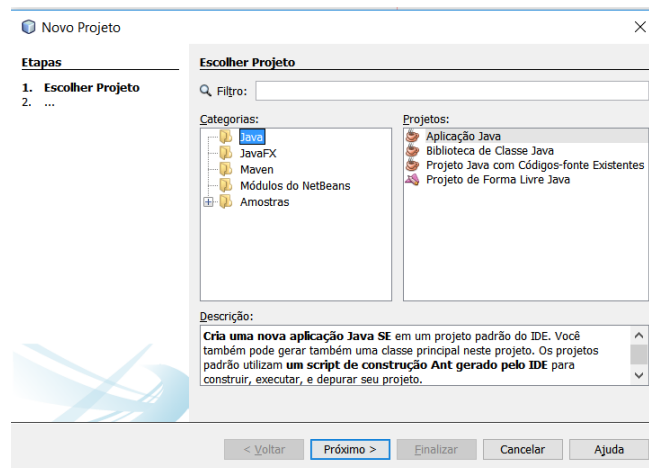 Novo Projeto
Etapas
1. Escolher Projeto
2. ...
Escolher Projeto
Filtro:
Categorias:
Java
JavaFX
Maven
Módulos do NetBeans
Amostras
Projetos:
Aplicação Java
Biblioteca de Classe Java
Projeto Java com Códigos-fonte Existentes
Projeto de Forma Livre Java
Descrição:
Cria uma nova aplicação Java SE em um projeto padrão do IDE. Você
também pode gerar também uma classe principal neste projeto. Os projetos
padrão utilizam um script de construção Ant gerado pelo IDE para
construir, executar, e depurar seu projeto.
< Voltar
Próximo >
Finalizar
Cancelar
Ajuda